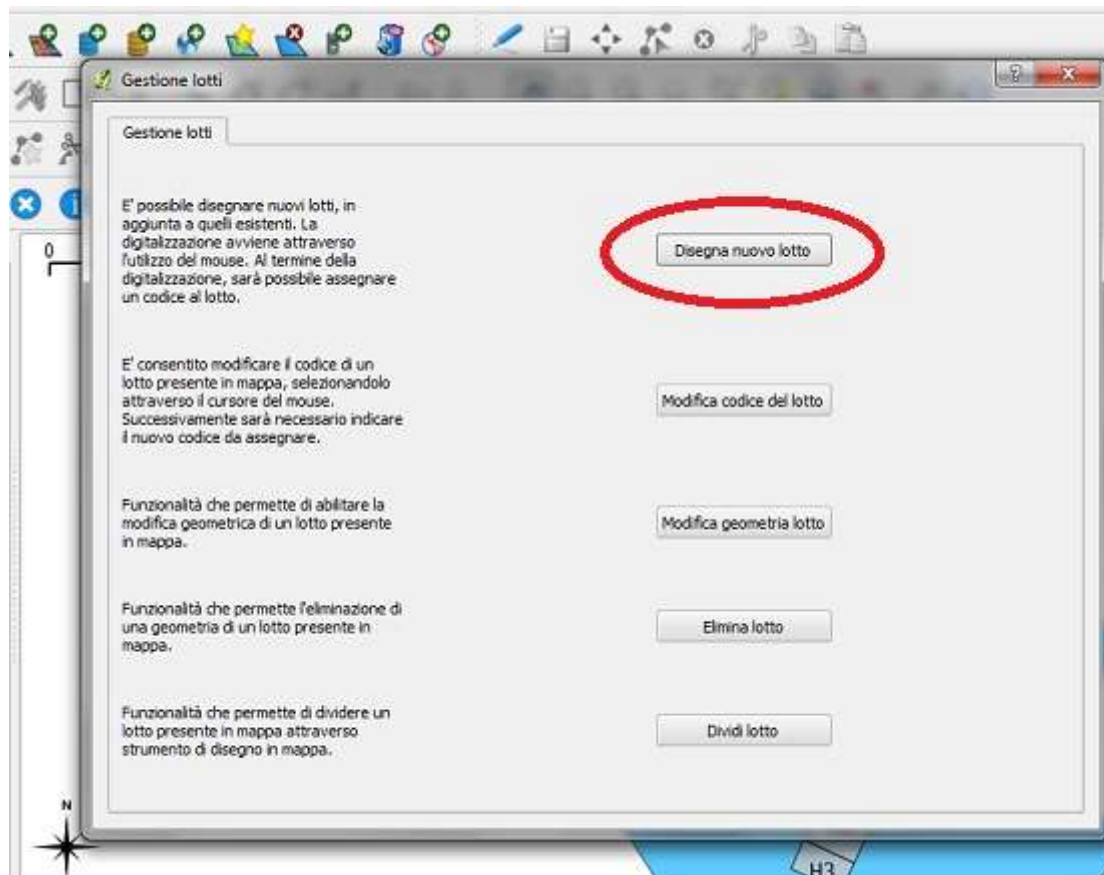 Gestione lotti
Gestione lotti
E' possibile disegnare nuovi lotti, in
aggiunta a quelli esistenti. La
digitalizzazione avviene attraverso
l'utilizzo del mouse. Al termine della
digitalizzazione, sarà possibile assegnare
un codice al lotto.
Disegna nuovo lotto
E' consentito modificare il codice di un
lotto presente in mappa, selezionandolo
attraverso il cursore del mouse.
Successivamente sarà necessario indicare
il nuovo codice da assegnare.
Modifica codice del lotto
Funzionalità che permette di abilitare la
modifica geometrica di un lotto presente
in mappa.
Modifica geometria lotto
Funzionalità che permette l'eliminazione di
una geometria di un lotto presente in
mappa.
Elimina lotto
Funzionalità che permette di dividere un
lotto presente in mappa attraverso
strumento di disegno in mappa.
Dividi lotto
0
N
H3